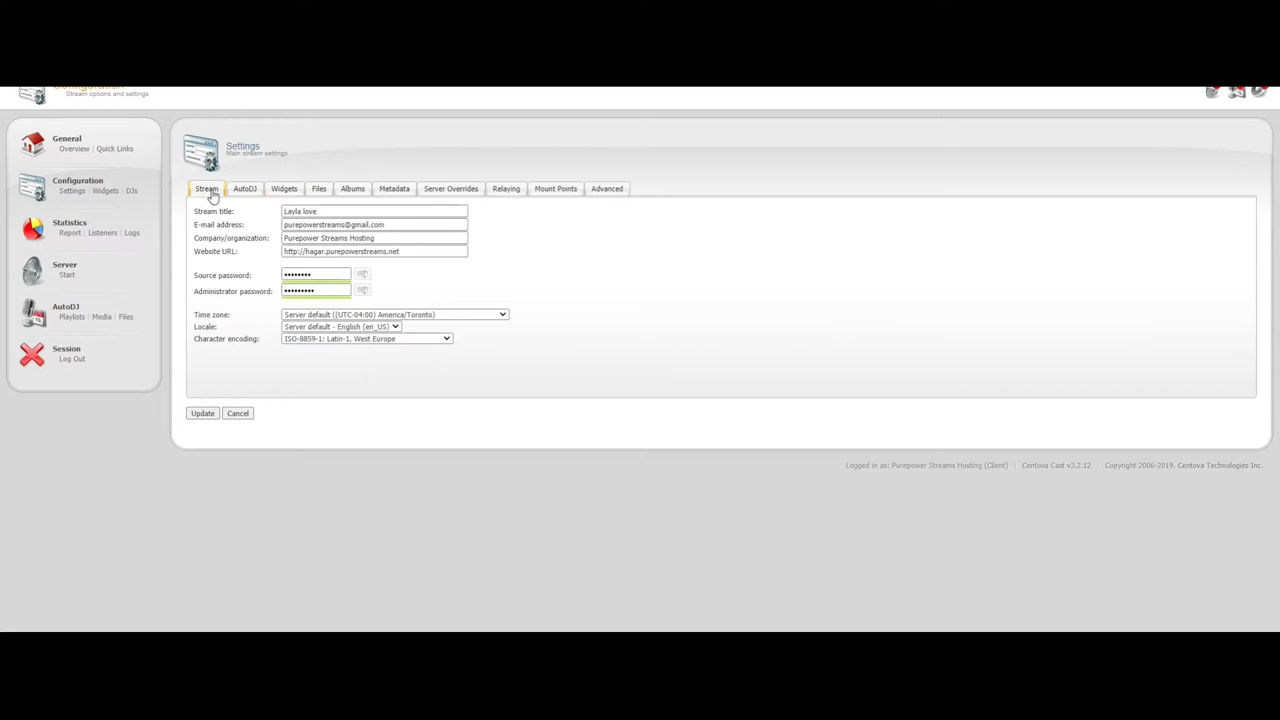 Configuration
Stream options and settings
General
Overview | Quick Links
Configuration
Settings | Widgets | DJs
Statistics
Report | Listeners | Logs
Server
Start
AutoDJ
Playlists | Media | Files
Session
Log Out
Settings
Main stream settings
Stream AutoDJ Widgets Files Albums Metadata Server Overrides Relaying Mount Points Advanced
Stream title: Layla love
E-mail address: purepowerstreams@gmail.com
Company/organization: Purepower Streams Hosting
Website URL: http://hagar.purepowerstreams.net
Source password: ••••••••
Administrator password: •••••••••
Time zone: Server default ((UTC-04:00) America/Toronto)
Locale: Server default - English (en_US)
Character encoding: ISO-8859-1: Latin-1, West Europe
Update Cancel
Logged in as: Purepower Streams Hosting (Client) | Centova Cast v3.2.12 | Copyright 2006-2019, Centova Technologies Inc.